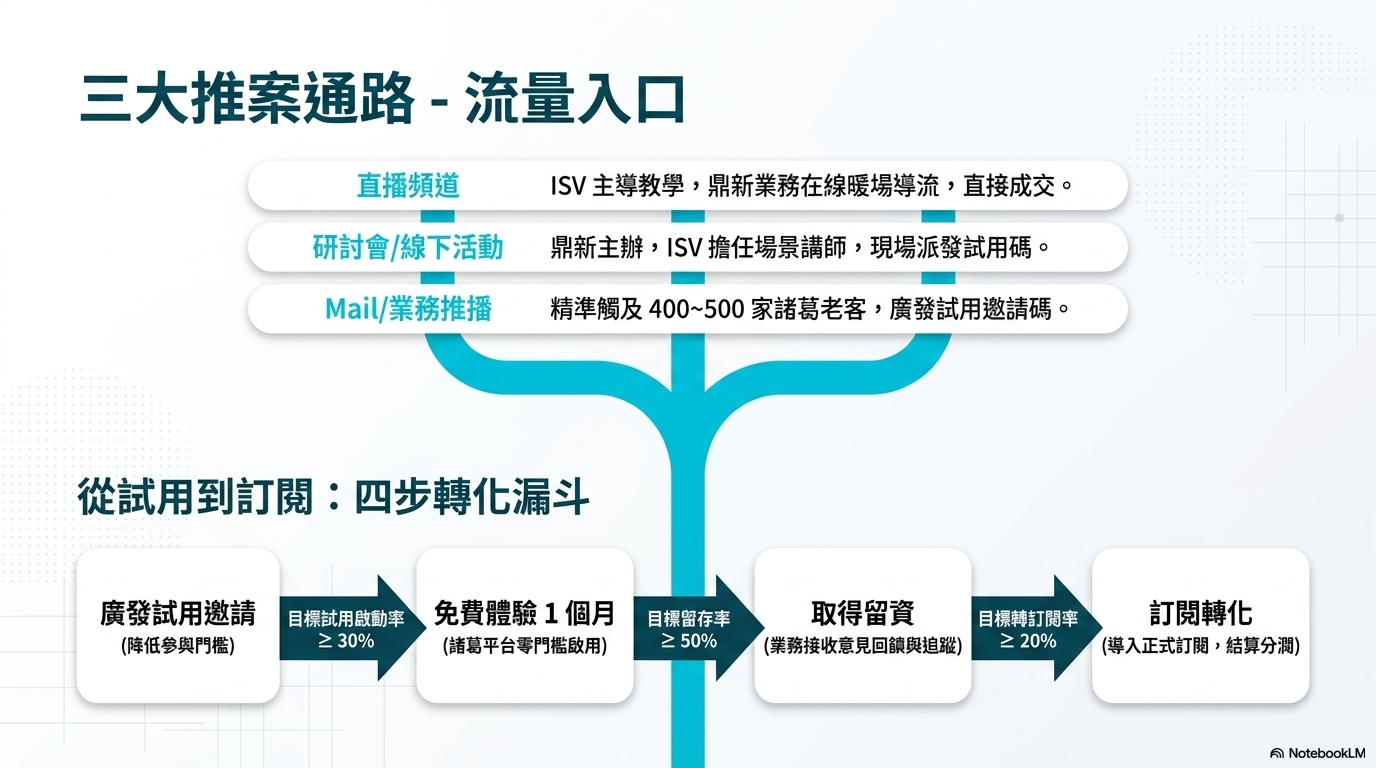 三大推案通路 - 流量入口
直播頻道
ISV 主導教學，鼎新業務在線暖場導流，直接成交。
研討會/線下活動
鼎新主辦，ISV 擔任場景講師，現場派發試用碼。
Mail/業務推播
精準觸及 400~500 家諸葛老客，廣發試用邀請碼。
從試用到訂閱：四步轉化漏斗
廣發試用邀請
(降低參與門檻)
目標試用啟動率
≥ 30%
免費體驗 1 個月
(諸葛平台零門檻啟用)
目標留存率
≥ 50%
取得留資
(業務接收意見回饋與追蹤)
目標轉訂閱率
≥ 20%
訂閱轉化
(導入正式訂閱，結算分潤)
NotebookLM